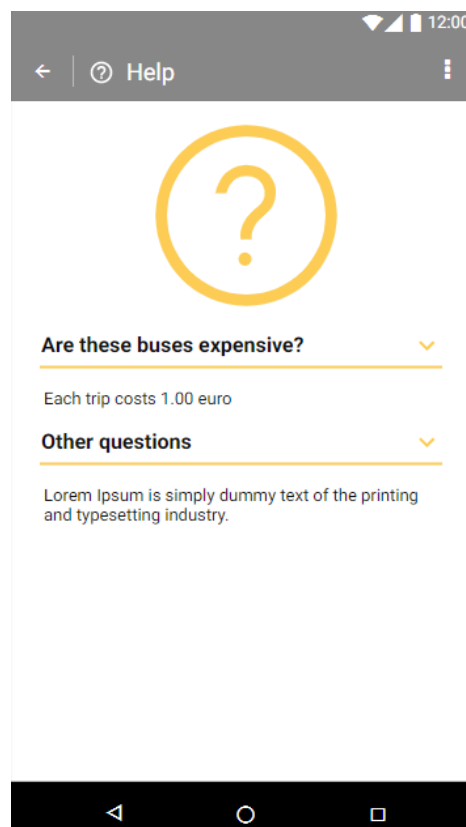 12:00
Help
Are these buses expensive?
Each trip costs 1.00 euro
Other questions
Lorem Ipsum is simply dummy text of the printing
and typesetting industry.